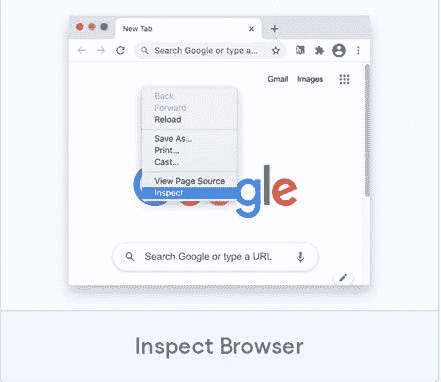 New Tab
Search Google or type a...
Gmail Images
Back
Forward
Reload
Save As...
Print...
Cast...
View Page Source
Inspect
gle
Search Google or type a URL
Inspect Browser